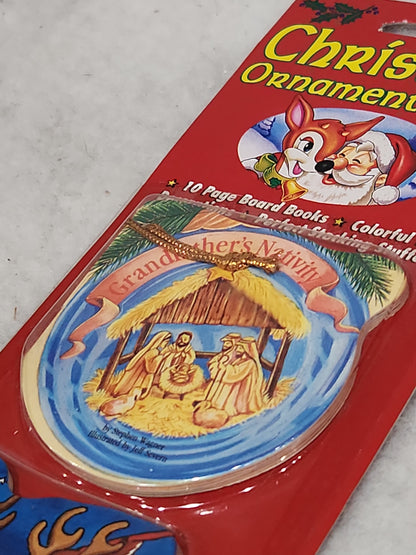 Chris
Ornament
★ 10 Page Board Books ★ Colorful
Perfect Stocking Stuff
Grandfather's Nativity
by Stephen Wagner
Illustrated by Jeff Severn